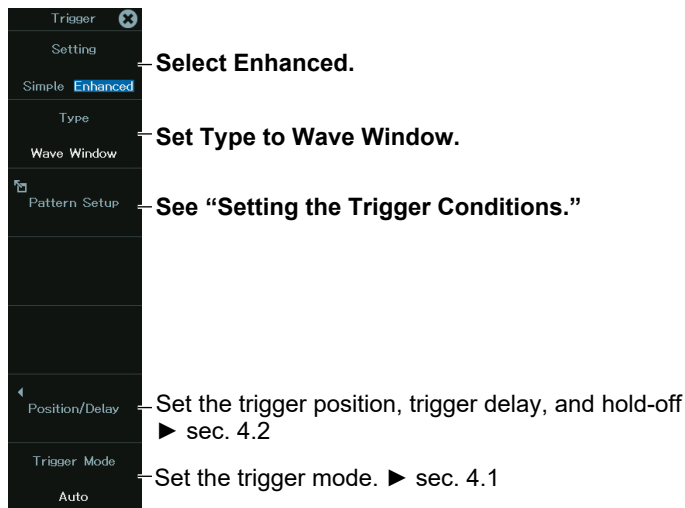 Trigger
Setting
Select Enhanced.
Simple Enhanced
Type
Set Type to Wave Window.
Wave Window
Pattern Setup
See “Setting the Trigger Conditions.”
Position/Delay
Set the trigger position, trigger delay, and hold-off
► sec. 4.2
Trigger Mode
Set the trigger mode. ► sec. 4.1
Auto